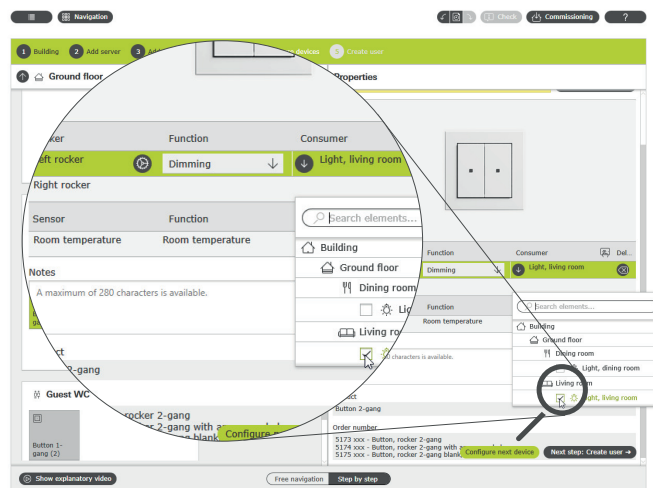 Navigation
Check
Commissioning
?
1 Building
2 Add server
3
devices
Create user
Ground floor
Properties
Function
Consumer
Left rocker
Dimming
Light, living room
Right rocker
Sensor
Function
Room temperature
Room temperature
Notes
A maximum of 280 characters is available.
2-gang
rocker 2-gang
Configure
Search elements...
Building
Ground floor
Dining room
Living
Function
Consumer
Del...
Dimming
Light, living room
Function
Room temperature
characters is available.
Button 2-gang
Order number
5173 xxx - Button, rocker 2-gang
5174 xxx - Button, rocker 2-gang with
5175 xxx - Button, rocker 2-gang blank
Search elements...
Building
Ground floor
Dining room
Light, dining room
Living room
Light, living room
Guest WC
Button 1-
gang (2)
Configure next device
Next step: Create user
Show explanatory video
Free navigation
Step by step